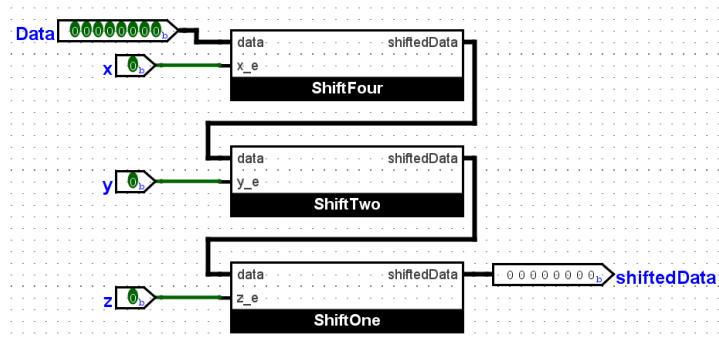 Data 00000000b data shiftedData
x 0b x_e
ShiftFour
data shiftedData
y 0b y_e
ShiftTwo
data shiftedData 00000000b shiftedData
z 0b z_e
ShiftOne